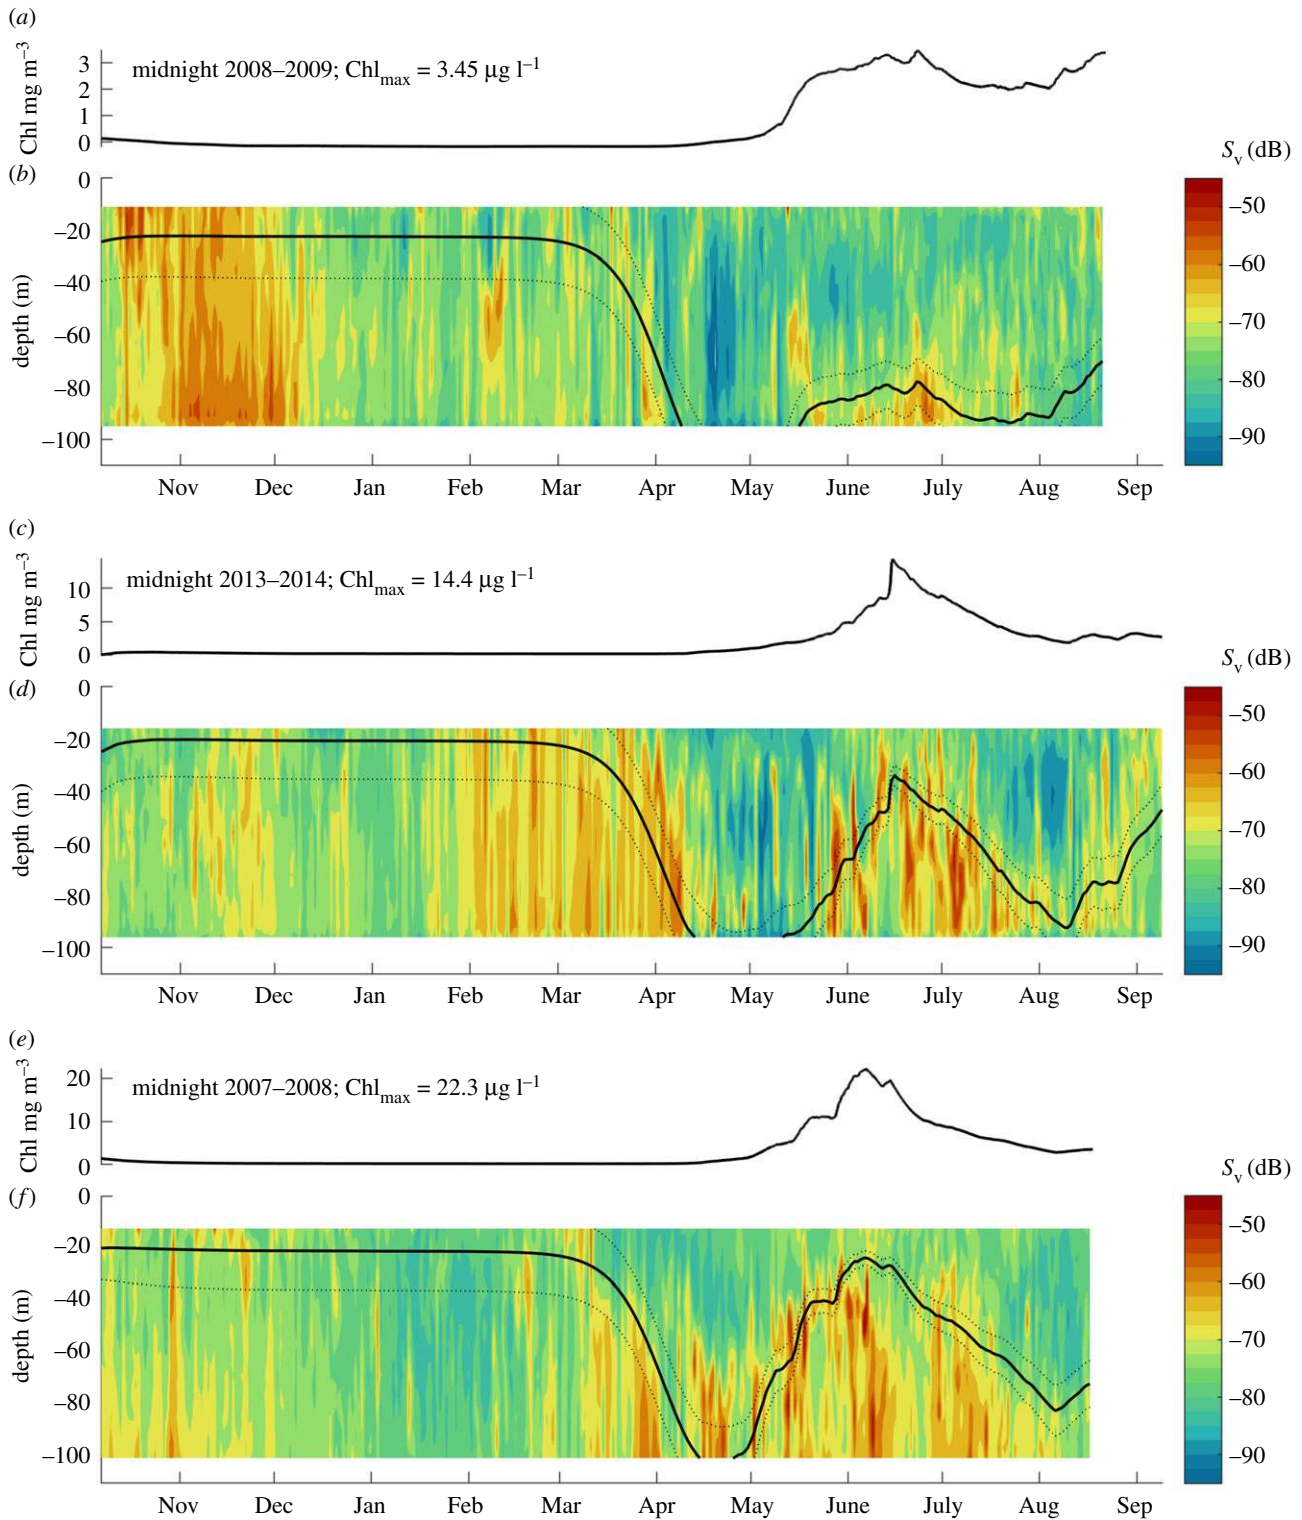 (a)
Chl mg m⁻³
3
2
1
0
midnight 2008–2009; Chlmax = 3.45 µg l⁻¹
(b)
Sv (dB)
depth (m)
0
–20
–40
–60
–80
–100
–50
–60
–70
–80
–90
Nov Dec Jan Feb Mar Apr May June July Aug Sep
(c)
Chl mg m⁻³
10
5
0
midnight 2013–2014; Chlmax = 14.4 µg l⁻¹
(d)
Sv (dB)
depth (m)
0
–20
–40
–60
–80
–100
–50
–60
–70
–80
–90
Nov Dec Jan Feb Mar Apr May June July Aug Sep
(e)
Chl mg m⁻³
20
10
0
midnight 2007–2008; Chlmax = 22.3 µg l⁻¹
(f)
Sv (dB)
depth (m)
0
–20
–40
–60
–80
–100
–50
–60
–70
–80
–90
Nov Dec Jan Feb Mar Apr May June July Aug Sep